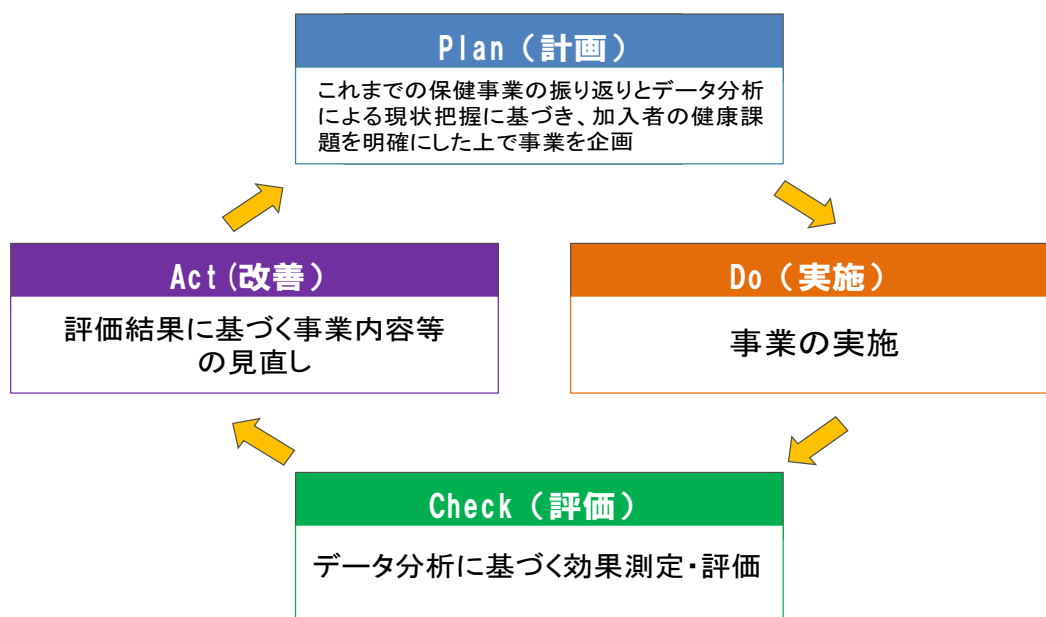 Plan（計画）
これまでの保健事業の振り返りとデータ分析
による現状把握に基づき、加入者の健康課
題を明確にした上で事業を企画
Act(改善）
評価結果に基づく事業内容等
の見直し
Do（実施）
事業の実施
Check（評価）
データ分析に基づく効果測定・評価